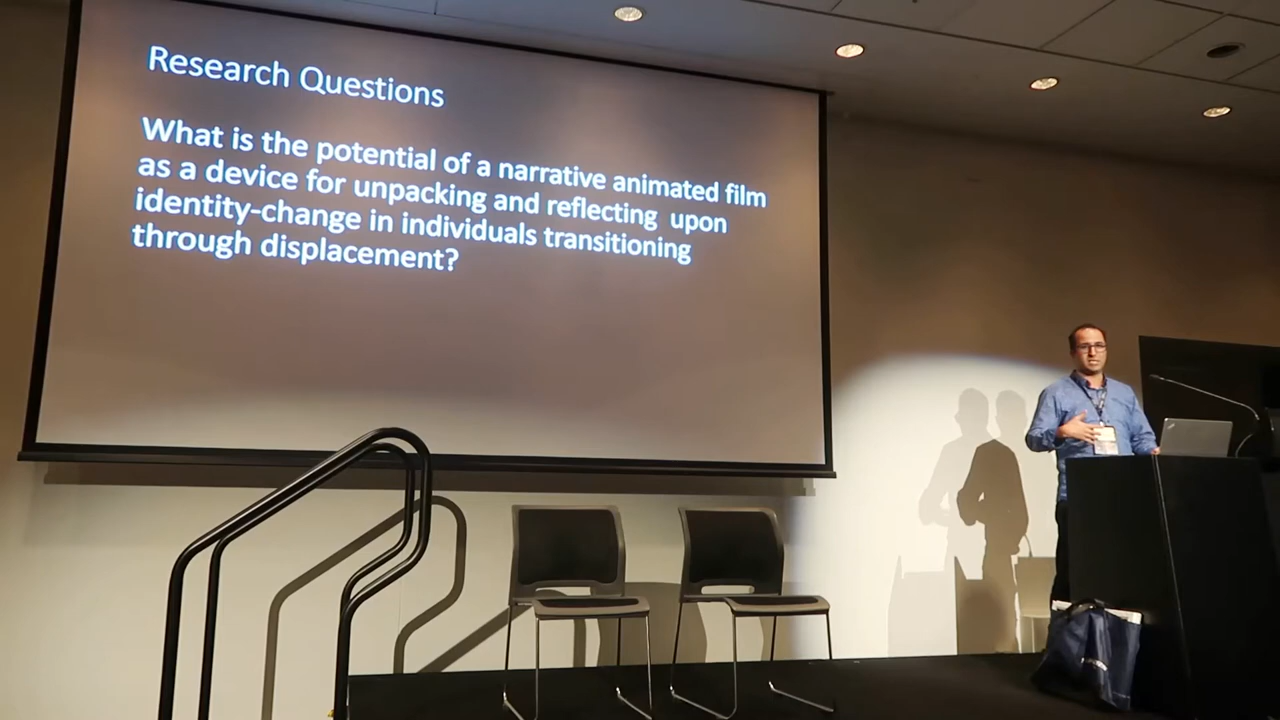 Research Questions
What is the potential of a narrative animated film
as a device for unpacking and reflecting upon
identity-change in individuals transitioning
through displacement?